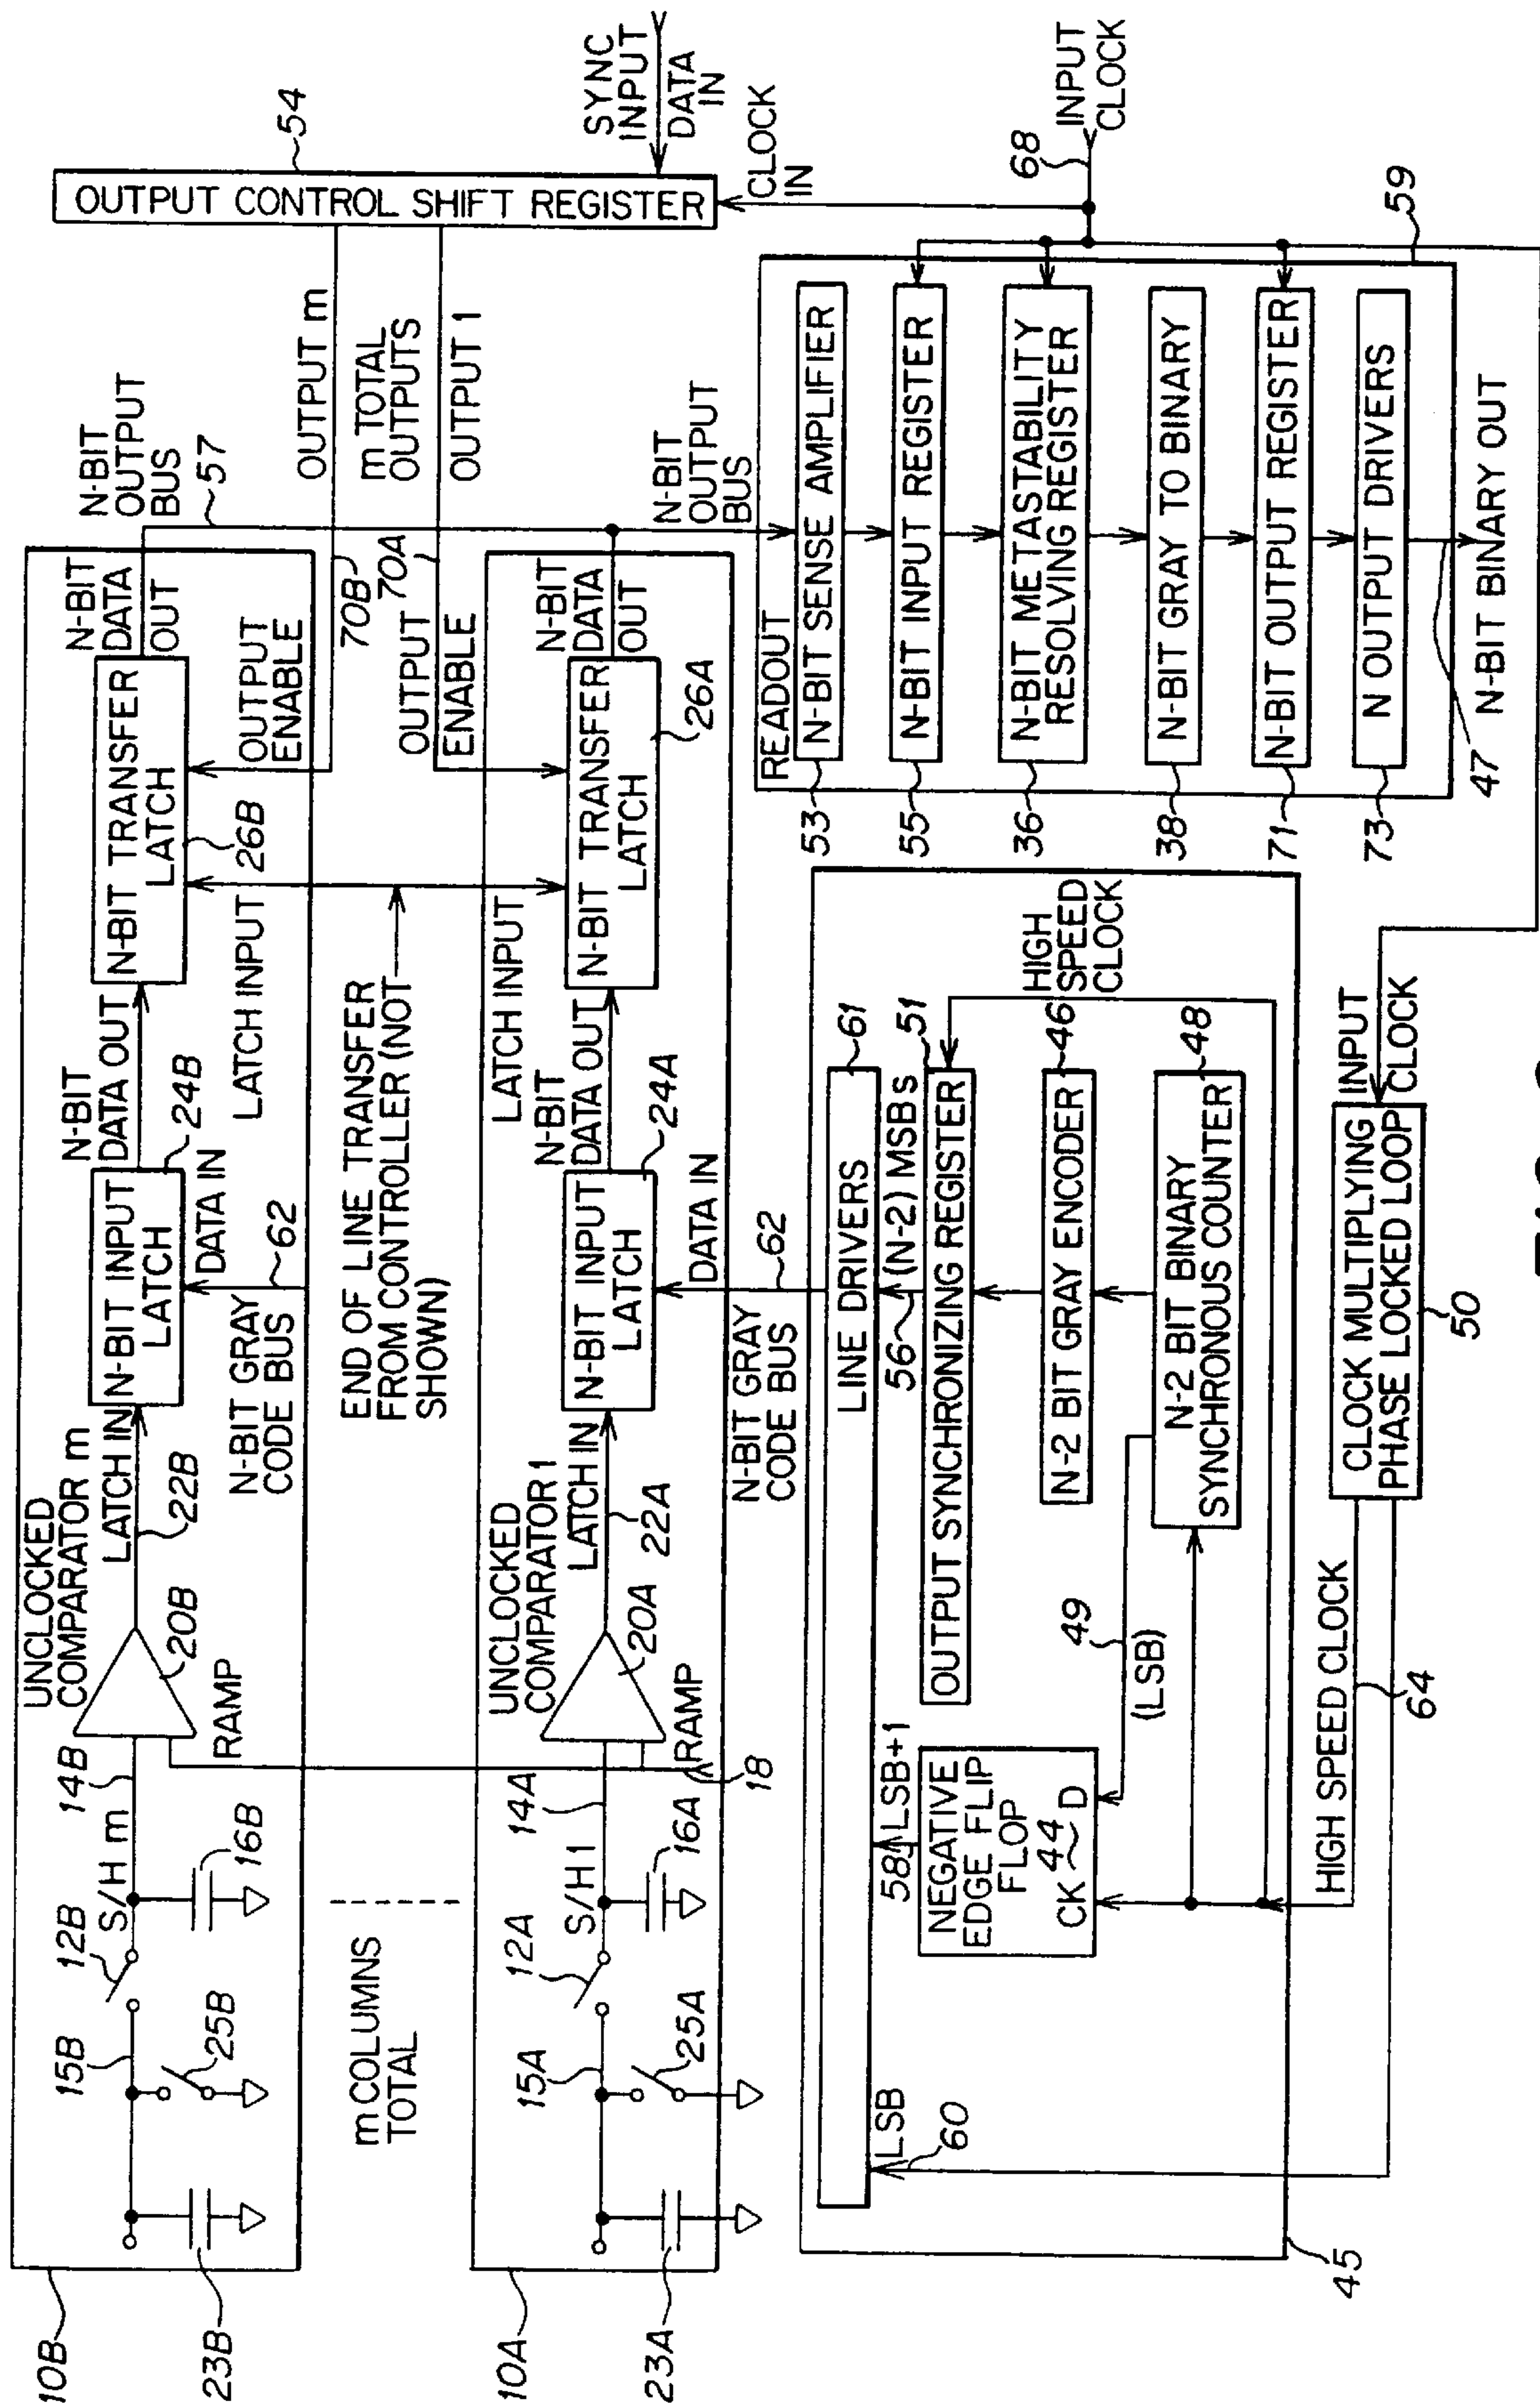 10B
23B
15B
25B
12B
S/H m
16B
14B
UNCLOCKED
COMPARATOR m
20B
RAMP
LATCH IN
22B
N-BIT INPUT
LATCH
24B
DATA IN
62
N-BIT GRAY
CODE BUS
N-BIT
DATA OUT
N-BIT TRANSFER
LATCH
26B
LATCH INPUT
OUTPUT
ENABLE
N-BIT
DATA
OUT
N-BIT
OUTPUT
BUS
57
70B
70A
m COLUMNS
TOTAL
END OF LINE TRANSFER
FROM CONTROLLER (NOT
SHOWN)
OUTPUT m
m TOTAL
OUTPUTS
OUTPUT 1
54
OUTPUT CONTROL SHIFT REGISTER
SYNC
INPUT
DATA
IN
CLOCK
IN
10A
23A
15A
25A
12A
S/H 1
16A
14A
UNCLOCKED
COMPARATOR 1
20A
RAMP
18
LATCH IN
22A
N-BIT INPUT
LATCH
24A
DATA IN
62
N-BIT GRAY
CODE BUS
N-BIT
DATA OUT
LATCH INPUT
N-BIT TRANSFER
LATCH
26A
OUTPUT
ENABLE
N-BIT
DATA
OUT
N-BIT
OUTPUT
BUS
45
LSB
60
LINE DRIVERS
61
58
LSB+1
56
(N-2) MSBs
51
NEGATIVE
EDGE FLIP
FLOP
44
CK
D
OUTPUT SYNCHRONIZING REGISTER
N-2 BIT GRAY ENCODER
46
49
(LSB)
N-2 BIT BINARY
SYNCHRONOUS COUNTER
48
HIGH
SPEED
CLOCK
HIGH SPEED CLOCK
64
CLOCK MULTIPLYING
PHASE LOCKED LOOP
50
INPUT
CLOCK
READOUT
53
N-BIT SENSE AMPLIFIER
55
N-BIT INPUT REGISTER
36
N-BIT METASTABILITY
RESOLVING REGISTER
38
N-BIT GRAY TO BINARY
71
N-BIT OUTPUT REGISTER
73
N OUTPUT DRIVERS
59
47
N-BIT BINARY OUT
68
INPUT
CLOCK